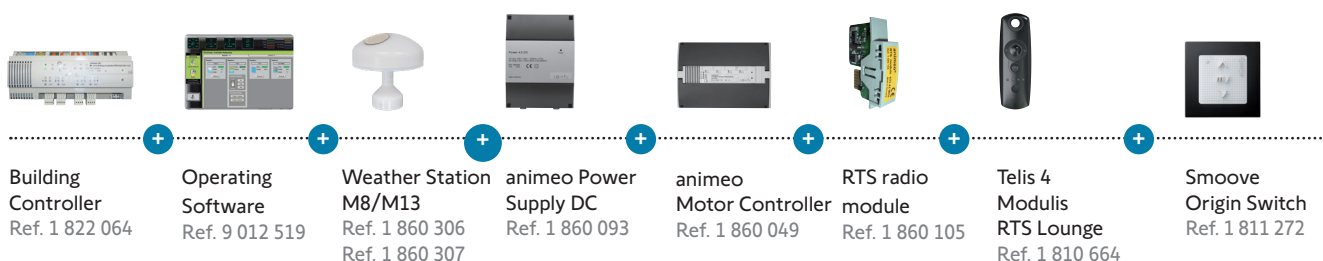 Building
Controller
Ref. 1 822 064
Operating
Software
Ref. 9 012 519
Weather Station
M8/M13
Ref. 1 860 306
Ref. 1 860 307
animeo Power
Supply DC
Ref. 1 860 093
animeo
Motor Controller
Ref. 1 860 049
RTS radio
module
Ref. 1 860 105
Telis 4
Modulis
RTS Lounge
Ref. 1 810 664
Smoove
Origin Switch
Ref. 1 811 272